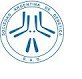 SOCIEDAD ARGENTINA DE GENETICA